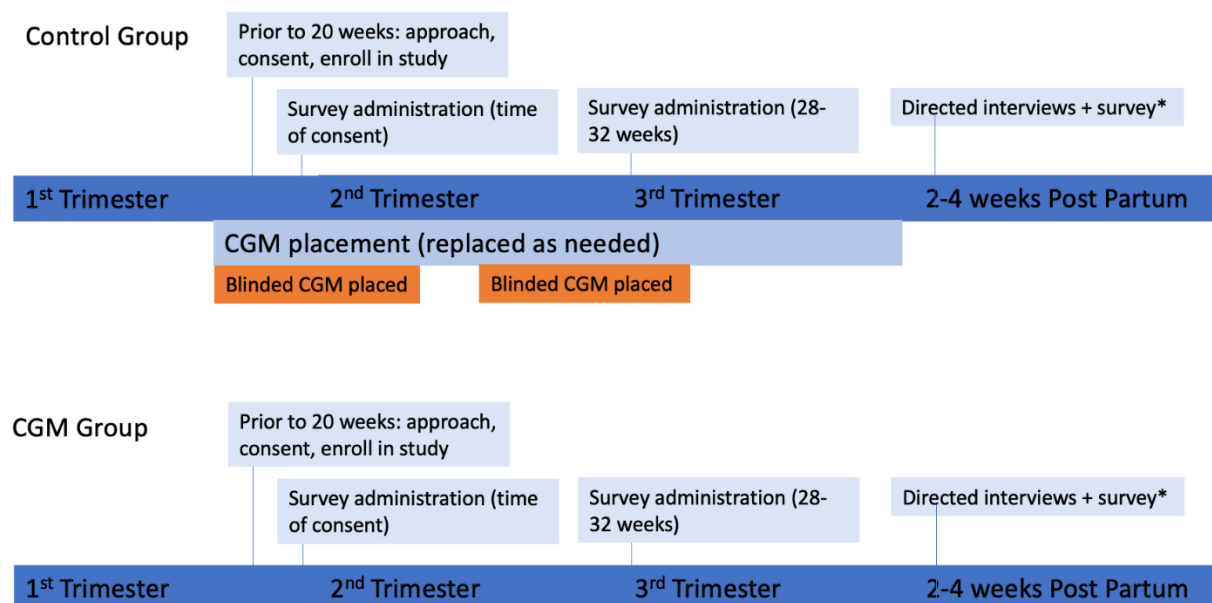 Control Group
Prior to 20 weeks: approach,
consent, enroll in study
Survey administration (time
of consent)
Survey administration (28-
32 weeks)
Directed interviews + survey*
1st Trimester
2nd Trimester
3rd Trimester
2-4 weeks Post Partum
CGM placement (replaced as needed)
Blinded CGM placed
Blinded CGM placed
CGM Group
Prior to 20 weeks: approach,
consent, enroll in study
Survey administration (time
of consent)
Survey administration (28-
32 weeks)
Directed interviews + survey*
1st Trimester
2nd Trimester
3rd Trimester
2-4 weeks Post Partum